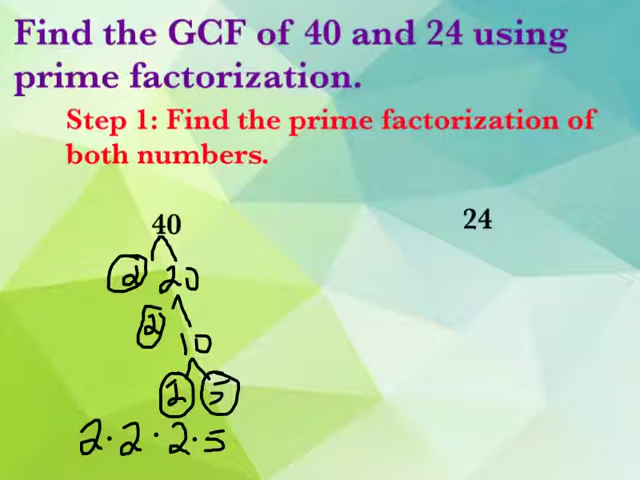 Find the GCF of 40 and 24 using
prime factorization.
Step 1: Find the prime factorization of
both numbers.
40 24
2 20
2 10
2 5
2 · 2 · 2 · 5